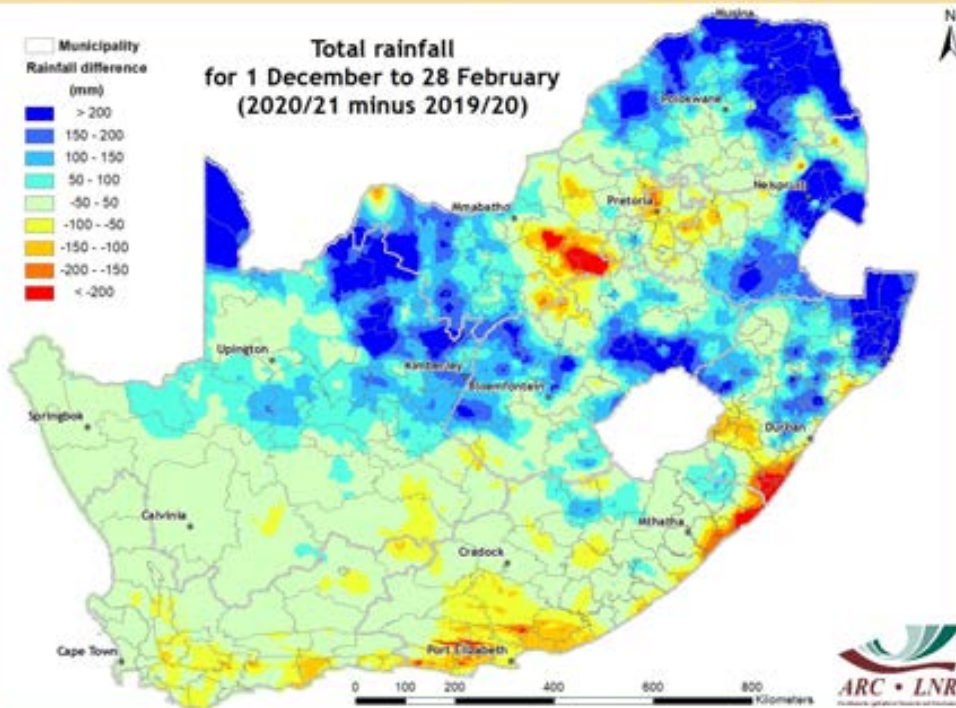 Total rainfall
for 1 December to 28 February
(2020/21 minus 2019/20)
Municipality
Rainfall difference
(mm)
> 200
150 - 200
100 - 150
50 - 100
-50 - 50
-100 - -50
-150 - -100
-200 - -150
< -200
N
Musina
Polokwane
Nelspruit
Pretoria
Mmabatho
Upington
Kimberley
Bloemfontein
Springbok
Durban
Calvinia
Mthatha
Cradock
Cape Town
Port Elizabeth
0 100 200 400 600 800
Kilometers
ARC • LNR